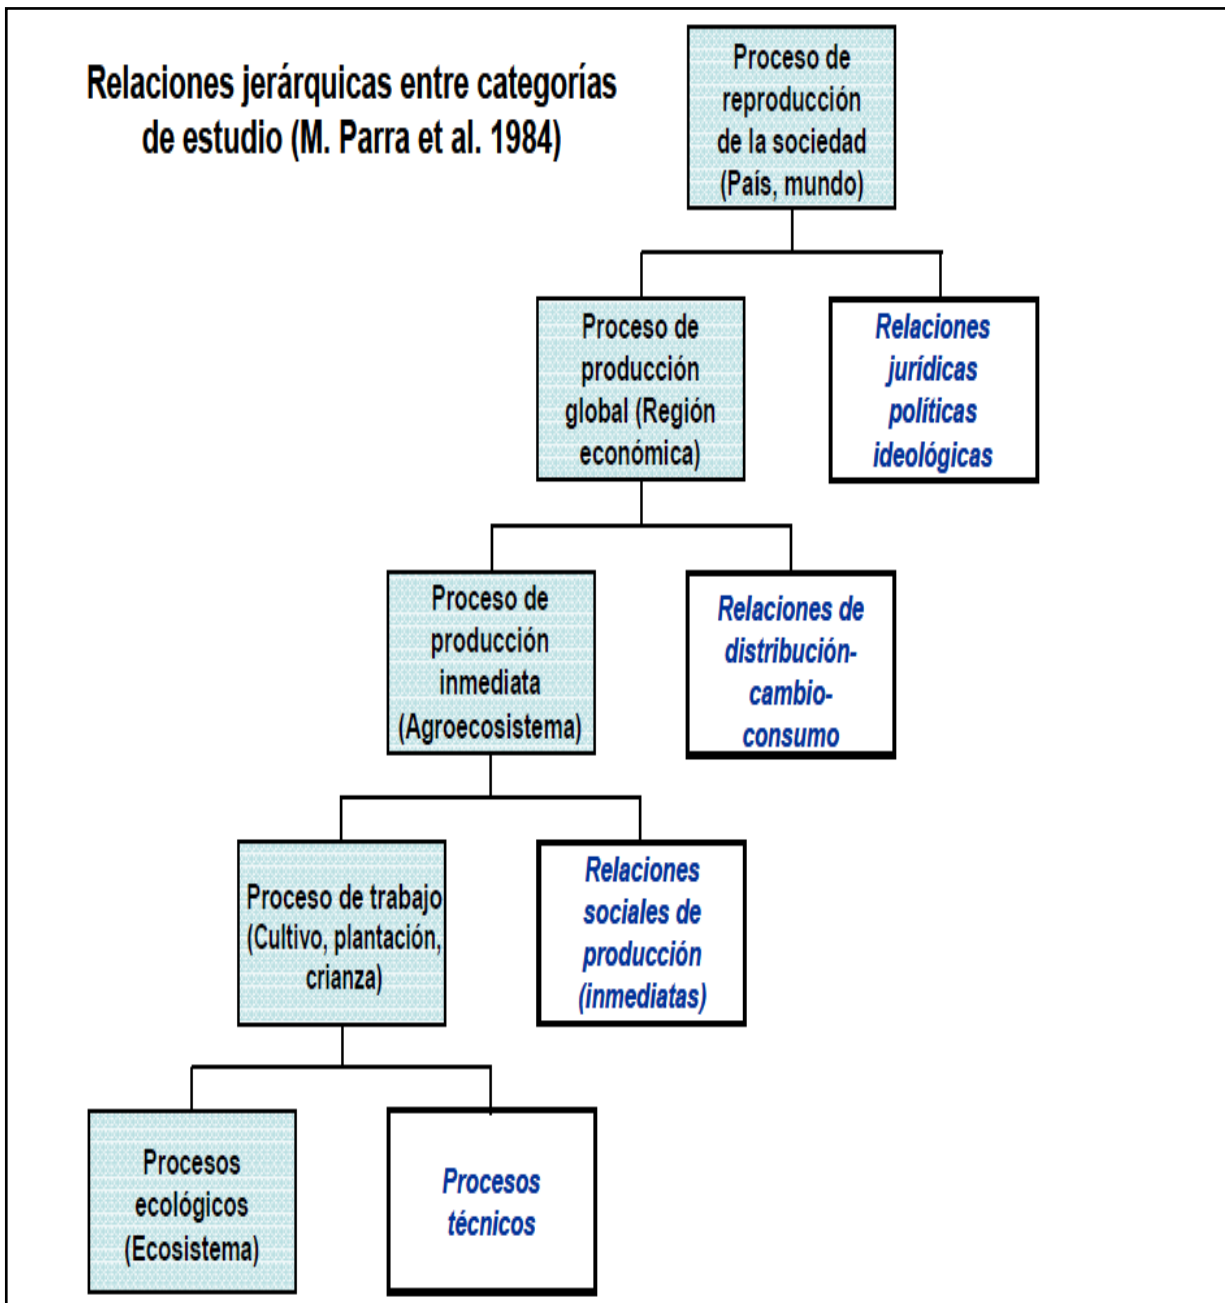 Relaciones jerárquicas entre categorías
de estudio (M. Parra et al. 1984)
Proceso de
reproducción
de la sociedad
(País, mundo)
Proceso de
producción
global (Región
económica)
Relaciones
jurídicas
políticas
ideológicas
Proceso de
producción
inmediata
(Agroecosistema)
Relaciones de
distribución-
cambio-
consumo
Proceso de trabajo
(Cultivo, plantación,
crianza)
Relaciones
sociales de
producción
(inmediatas)
Procesos
ecológicos
(Ecosistema)
Procesos
técnicos